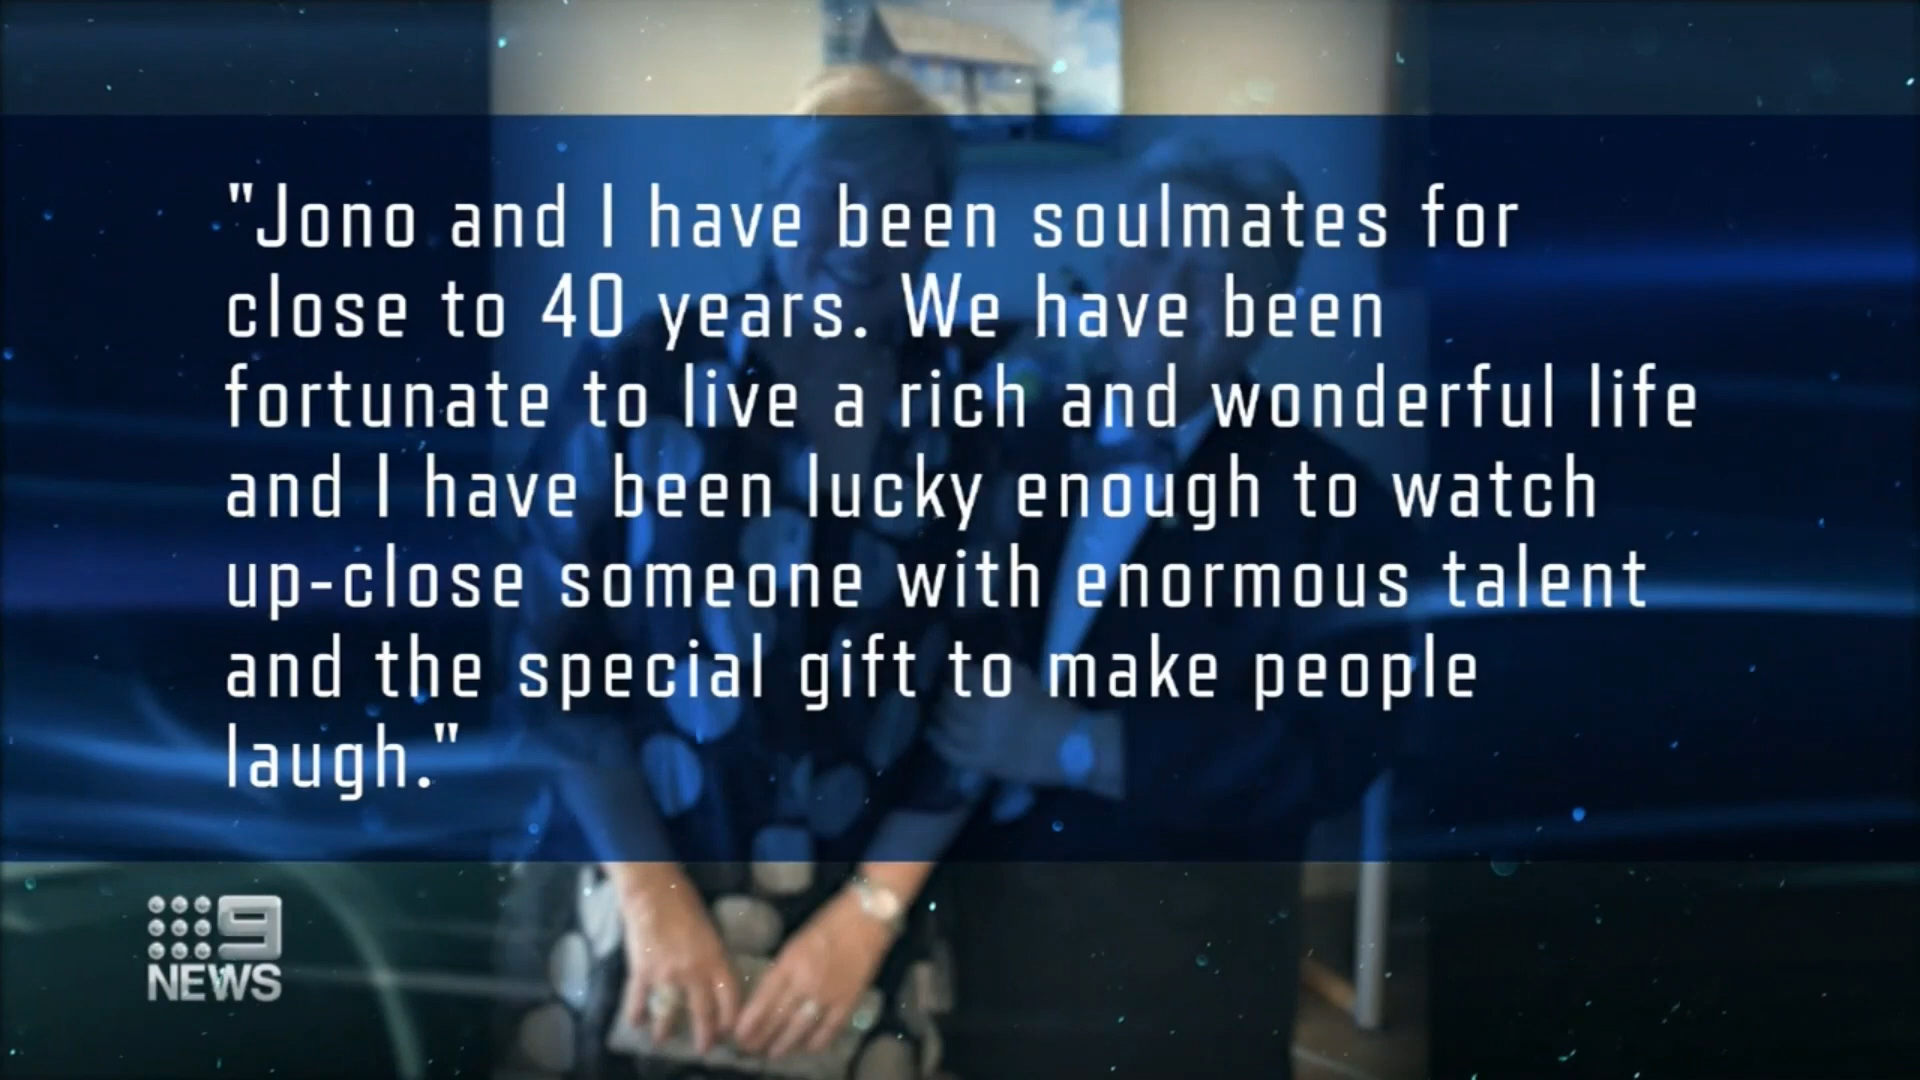 "Jono and I have been soulmates for
close to 40 years. We have been
fortunate to live a rich and wonderful life
and I have been lucky enough to watch
up-close someone with enormous talent
and the special gift to make people
laugh."
9
NEWS